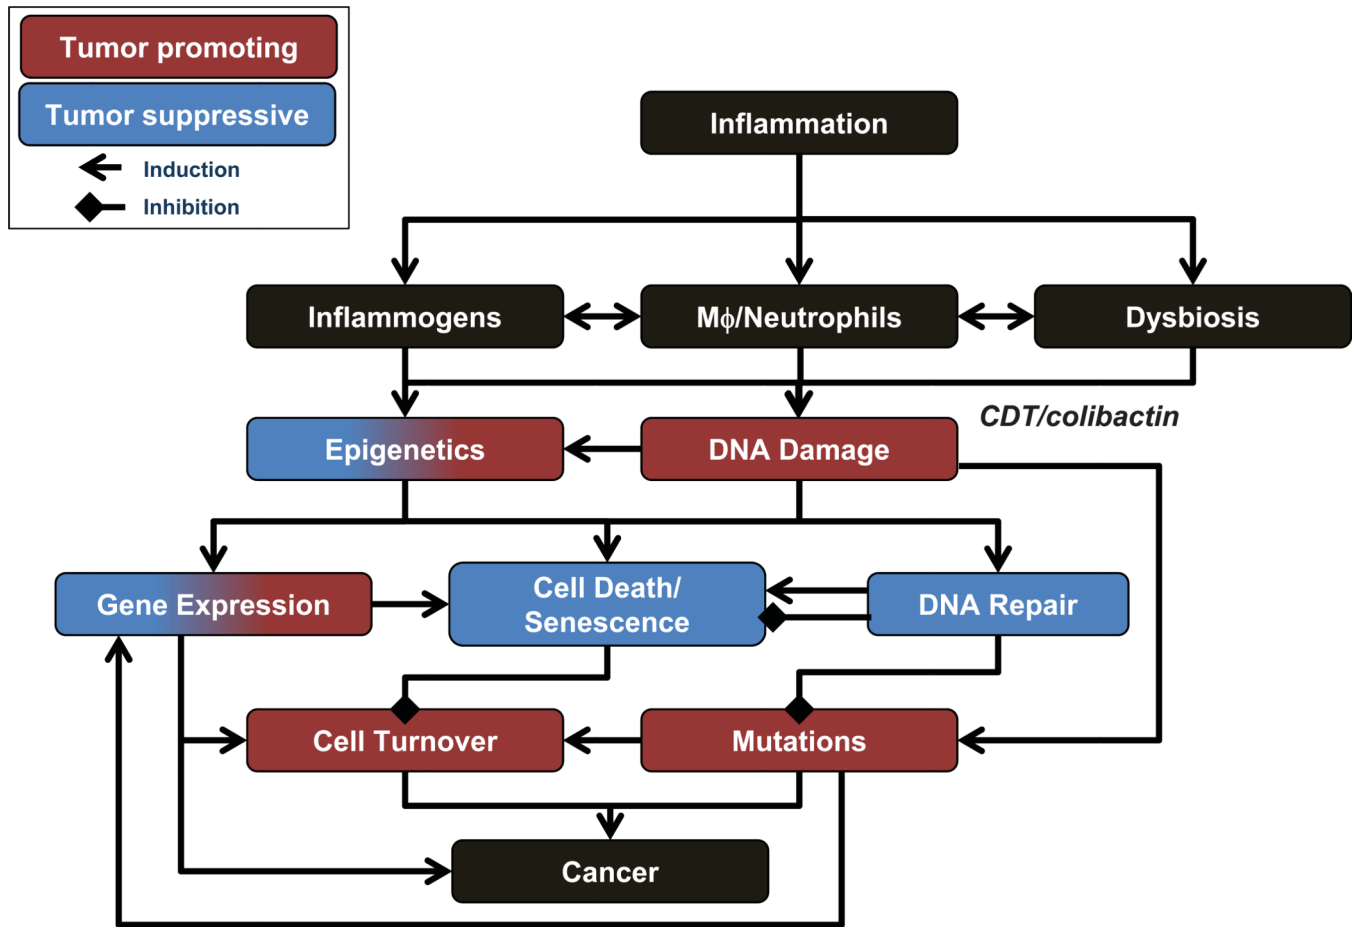 Tumor promoting
Tumor suppressive
Induction
Inhibition
Inflammation
Inflammogens
Mϕ/Neutrophils
Dysbiosis
CDT/colibactin
Epigenetics
DNA Damage
Gene Expression
Cell Death/
Senescence
DNA Repair
Cell Turnover
Mutations
Cancer